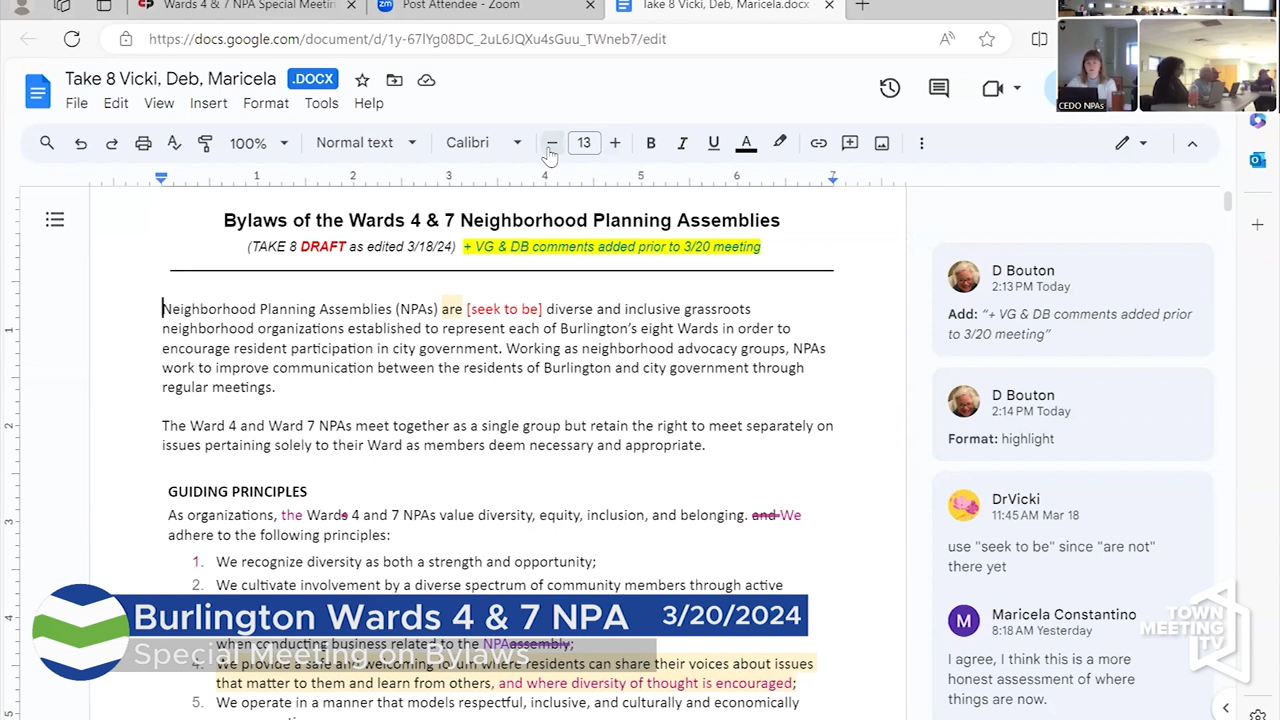 Wards 4 & 7 NPA Special Meetin
Post Attendee - Zoom
Take 8 Vicki, Deb, Maricela.docx
https://docs.google.com/document/d/1y-67lYg08DC_2uL6JQXu4sGuu_TWneb7/edit
Take 8 Vicki, Deb, Maricela .DOCX
File Edit View Insert Format Tools Help
CEDO NPAs
100% Normal text Calibri 13 B I U A
1 2 3 4 5 6 7
Bylaws of the Wards 4 & 7 Neighborhood Planning Assemblies
(TAKE 8 DRAFT as edited 3/18/24) + VG & DB comments added prior to 3/20 meeting
Neighborhood Planning Assemblies (NPAs) are [seek to be] diverse and inclusive grassroots
neighborhood organizations established to represent each of Burlington's eight Wards in order to
encourage resident participation in city government. Working as neighborhood advocacy groups, NPAs
work to improve communication between the residents of Burlington and city government through
regular meetings.
The Ward 4 and Ward 7 NPAs meet together as a single group but retain the right to meet separately on
issues pertaining solely to their Ward as members deem necessary and appropriate.
GUIDING PRINCIPLES
As organizations, the Wards 4 and 7 NPAs value diversity, equity, inclusion, and belonging. and We
adhere to the following principles:
1. We recognize diversity as both a strength and opportunity;
2. We cultivate involvement by a diverse spectrum of community members through active
when conducting business related to the NPAassembly;
4. We provide a safe and welcoming forum where residents can share their voices about issues
that matter to them and learn from others, and where diversity of thought is encouraged;
5. We operate in a manner that models respectful, inclusive, and culturally and economically
D Bouton
2:13 PM Today
Add: "+ VG & DB comments added prior
to 3/20 meeting"
D Bouton
2:14 PM Today
Format: highlight
DrVicki
11:45 AM Mar 18
use "seek to be" since "are not"
there yet
M
Maricela Constantino
8:18 AM Yesterday
I agree, I think this is a more
honest assessment of where
things are now.
Burlington Wards 4 & 7 NPA 3/20/2024
Special Meeting on Bylaws
TOWN
MEETING
TV